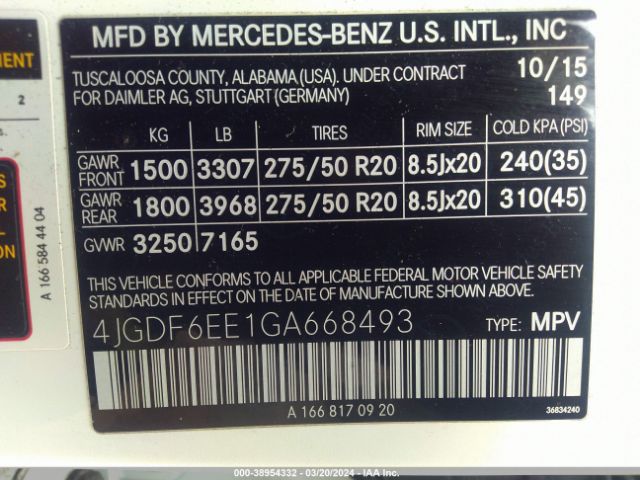 MENT
2
A 166 584 44 04
MFD BY MERCEDES-BENZ U.S. INTL., INC
TUSCALOOSA COUNTY, ALABAMA (USA). UNDER CONTRACT 10/15
FOR DAIMLER AG, STUTTGART (GERMANY) 149
KG LB TIRES RIM SIZE COLD KPA (PSI)
GAWR FRONT 1500 3307 275/50 R20 8.5Jx20 240(35)
GAWR REAR 1800 3968 275/50 R20 8.5Jx20 310(45)
GVWR 3250 7165
THIS VEHICLE CONFORMS TO ALL APPLICABLE FEDERAL MOTOR VEHICLE SAFETY
STANDARDS IN EFFECT ON THE DATE OF MANUFACTURE SHOWN ABOVE.
4JGDF6EE1GA668493 TYPE: MPV
A 166 817 09 20
36834240
000-38954332 - 03/20/2024 - IAA Inc.